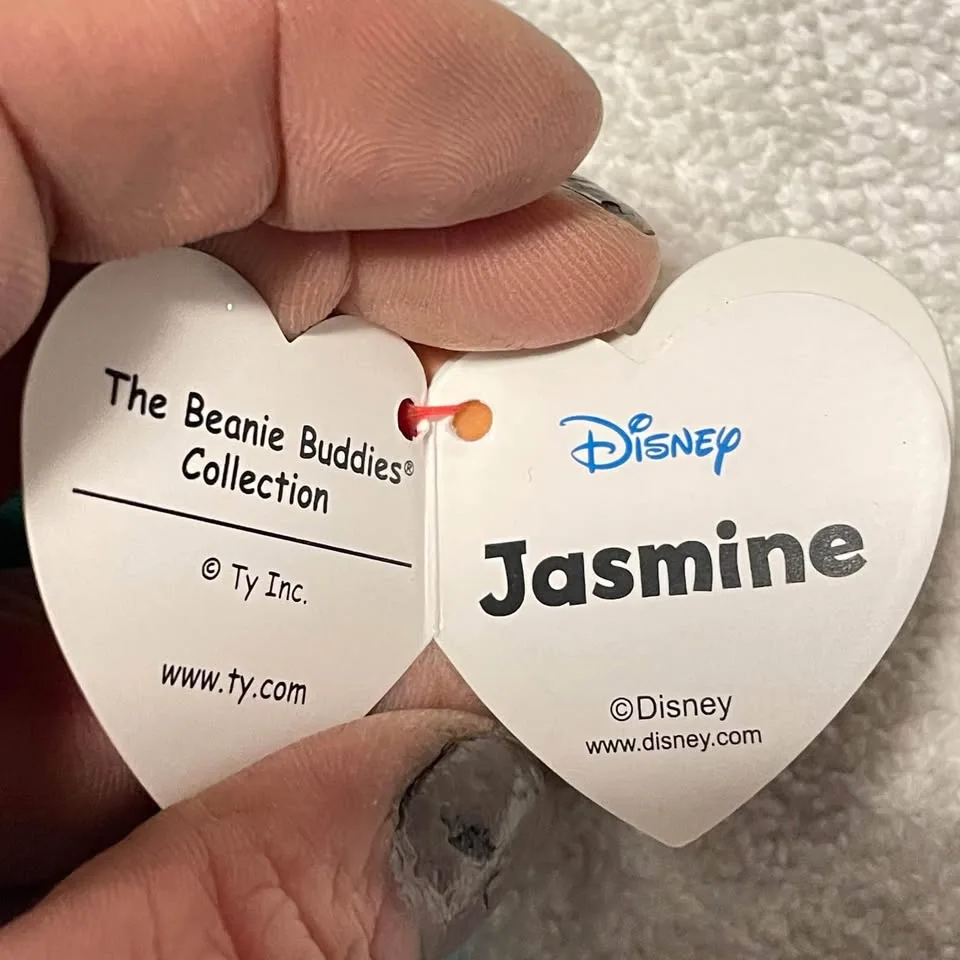 The Beanie Buddies®
Collection
© Ty Inc.
www.ty.com
Disney
Jasmine
©Disney
www.disney.com